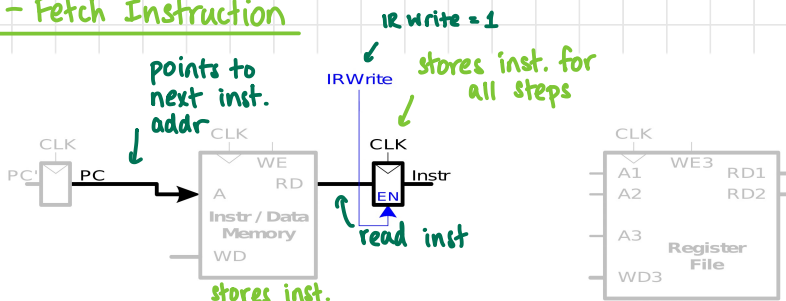 - Fetch Instruction
IRWrite = 1
points to
next inst.
addr
IRWrite
stores inst. for
all steps
CLK
CLK
CLK
CLK
PC'
PC
WE
RD
A
Instr / Data
Memory
WD
EN
Instr
read inst
stores inst.
WE3
A1
RD1
A2
RD2
A3
Register
File
WD3